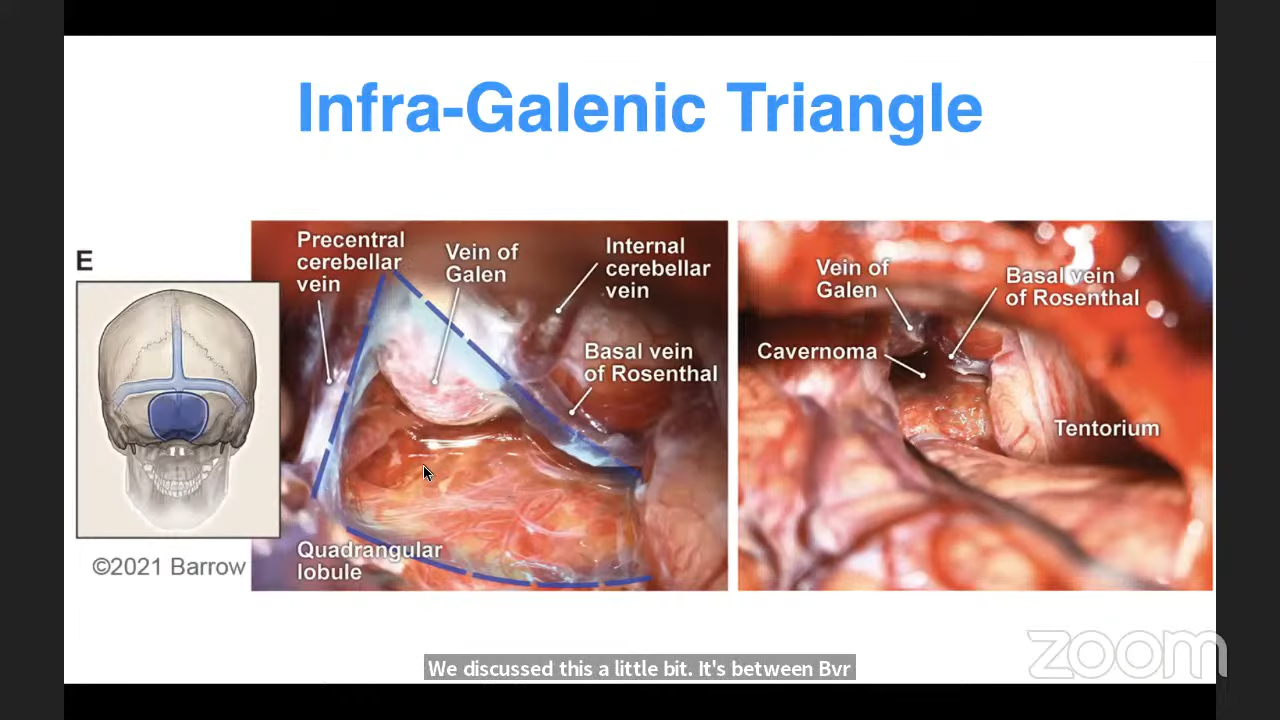 Infra-Galenic Triangle
E
©2021 Barrow
Precentral
cerebellar
vein
Vein of
Galen
Internal
cerebellar
vein
Basal vein
of Rosenthal
Quadrangular
lobule
Vein of
Galen
Basal vein
of Rosenthal
Cavernoma
Tentorium
We discussed this a little bit. It's between Bvr
zoom